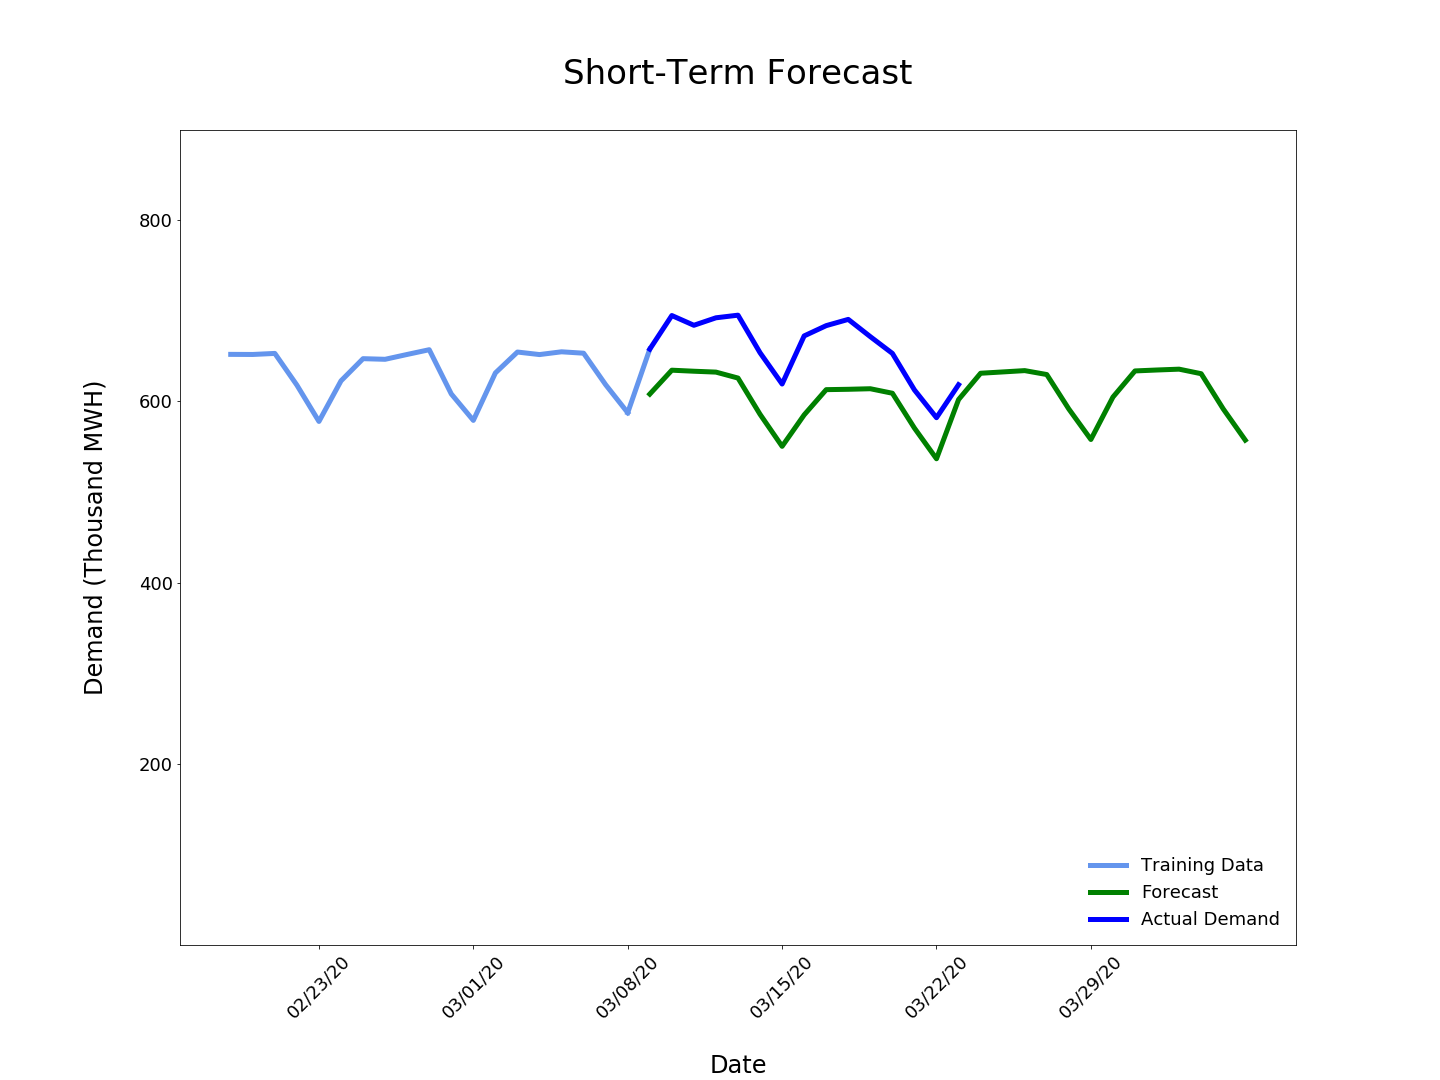 Short-Term Forecast
Demand (Thousand MWH)
800
600
400
200
Training Data
Forecast
Actual Demand
02/23/20
03/01/20
03/08/20
03/15/20
03/22/20
03/29/20
Date